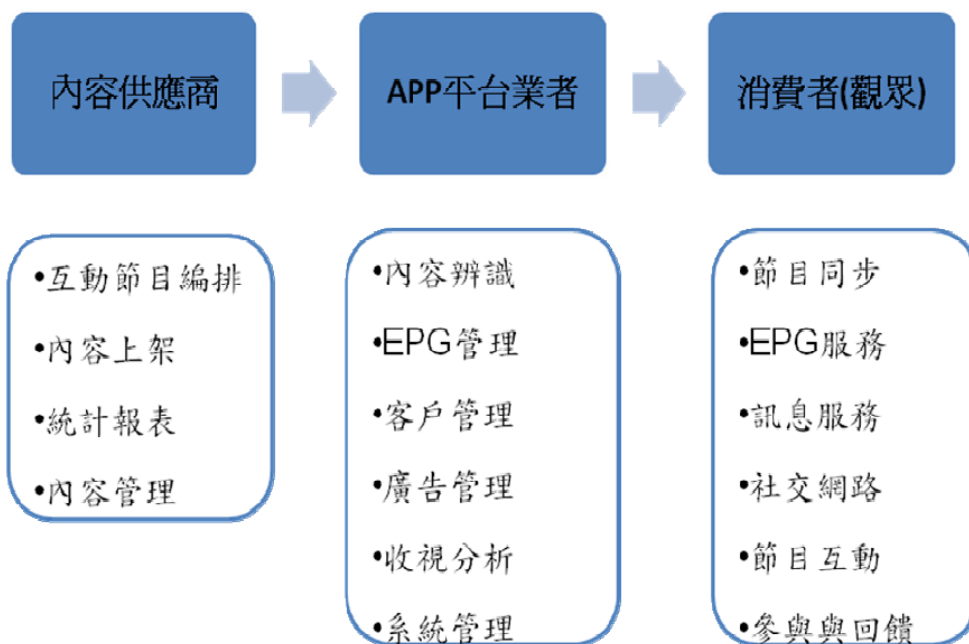 內容供應商
APP平台業者
消費者(觀眾)
•互動節目編排
•內容上架
•統計報表
•內容管理
•內容辨識
•EPG管理
•客戶管理
•廣告管理
•收視分析
•系統管理
•節目同步
•EPG服務
•訊息服務
•社交網路
•節目互動
•參與與回饋